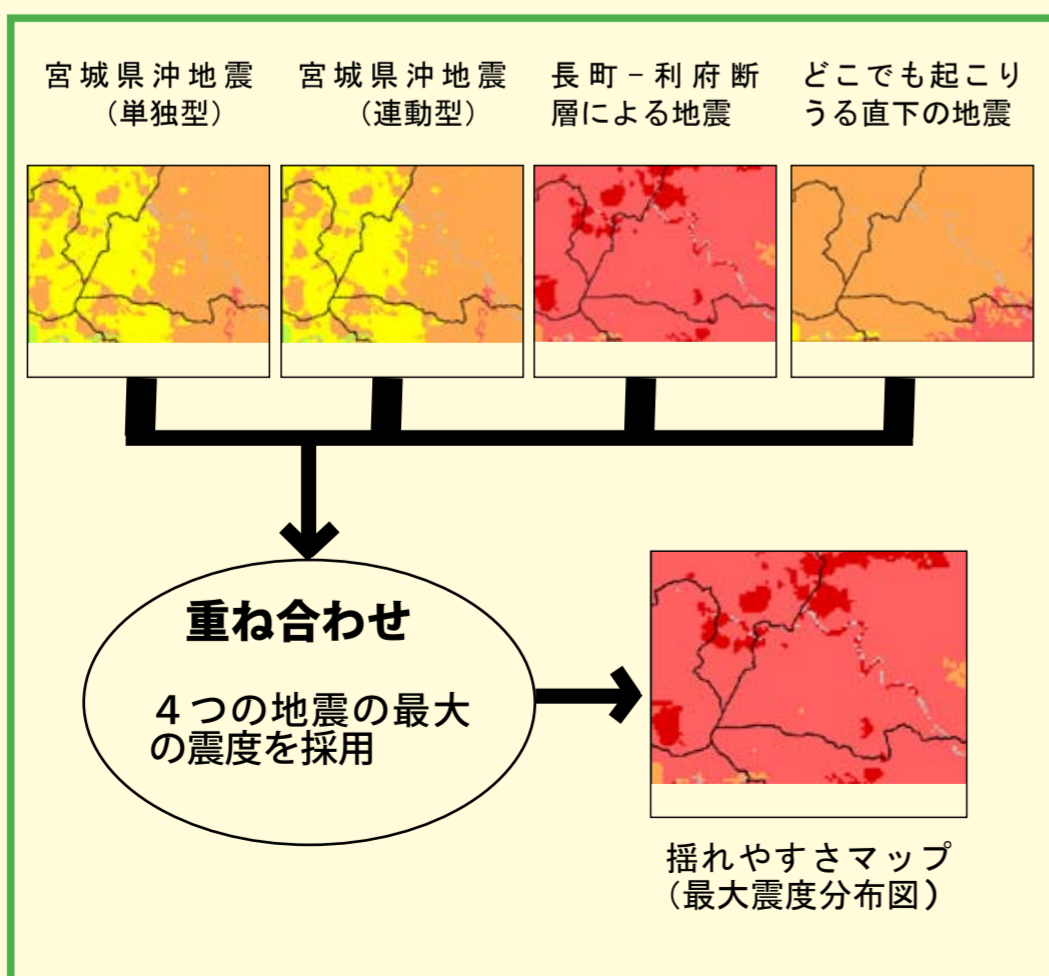 宮城県沖地震
（単独型）
宮城県沖地震
（連動型）
長町－利府断
層による地震
どこでも起こり
うる直下の地震
重ね合わせ
４つの地震の最大
の震度を採用
揺れやすさマップ
（最大震度分布図）